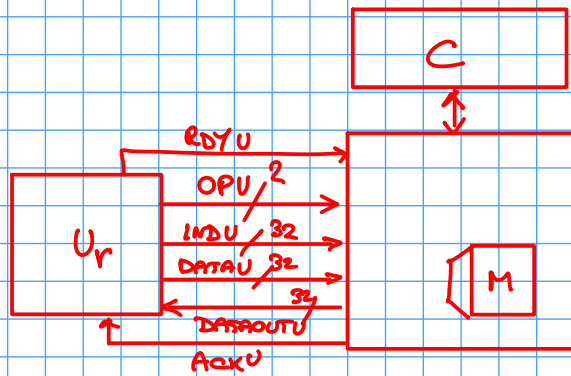 C
RDYU
OPU 2
Ur
INDU 32
DATAU 32
M
32
DATAOUTU
ACKU